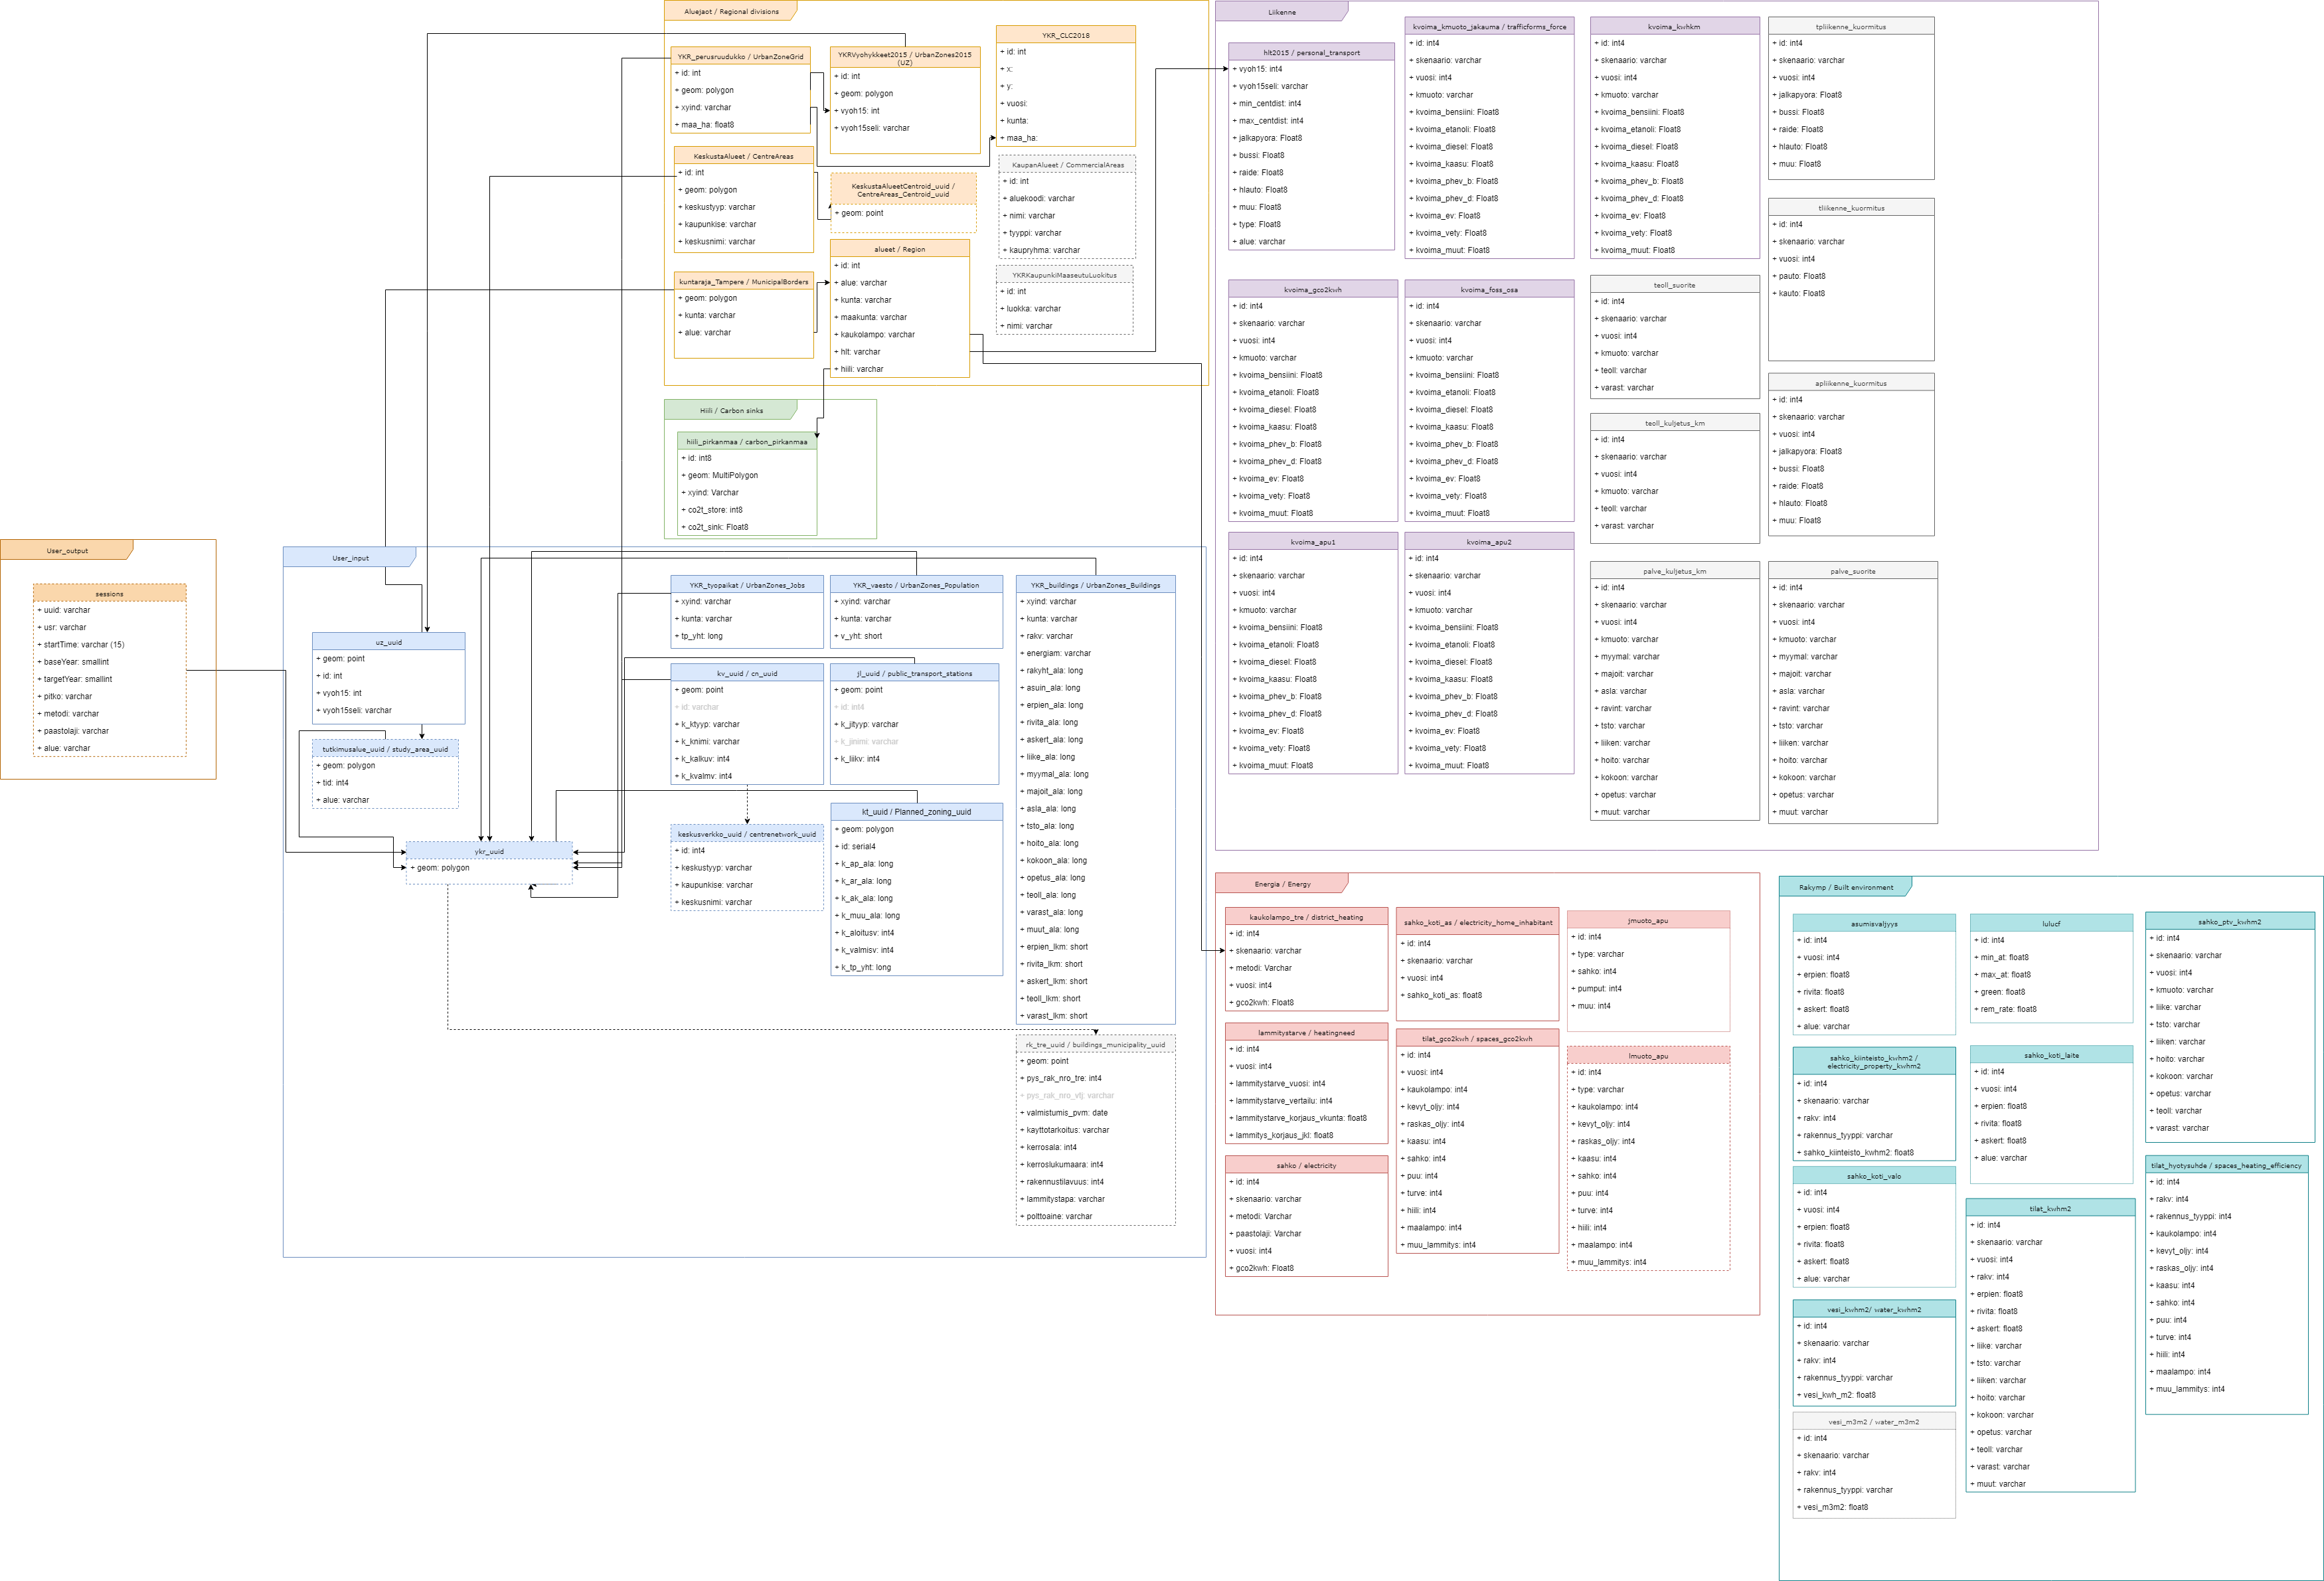 Aluejaot / Regional divisions
YKR_perusruudukko / UrbanZoneGrid
+ id: int
+ geom: polygon
+ xyind: varchar
+ maa_ha: float8
YKRVyohykkeet2015 / UrbanZones2015
(UZ)
+ id: int
+ geom: polygon
+ vyoh15: int
+ vyoh15seli: varchar
YKR_CLC2018
+ id: int
+ x:
+ y:
+ vuosi:
+ kunta:
+ maa_ha:
KeskustaAlueet / CentreAreas
+ id: int
+ geom: polygon
+ keskustyyp: varchar
+ kaupunkise: varchar
+ keskusnimi: varchar
KeskustaAlueetCentroid_uuid /
CentreAreas_Centroid_uuid
+ geom: point
KaupanAlueet / CommercialAreas
+ id: int
+ aluekoodi: varchar
+ nimi: varchar
+ tyyppi: varchar
+ kaupryhma: varchar
kuntaraja_Tampere / MunicipalBorders
+ geom: polygon
+ kunta: varchar
+ alue: varchar
alueet / Region
+ id: int
+ alue: varchar
+ kunta: varchar
+ maakunta: varchar
+ kaukolampo: varchar
+ hlt: varchar
+ hiili: varchar
YKRKaupunkiMaaseutuLuokitus
+ id: int
+ luokka: varchar
+ nimi: varchar
Hiili / Carbon sinks
hiili_pirkanmaa / carbon_pirkanmaa
+ id: int8
+ geom: MultiPolygon
+ xyind: Varchar
+ co2t_store: int8
+ co2t_sink: Float8
User_output
sessions
+ uuid: varchar
+ usr: varchar
+ startTime: varchar (15)
+ baseYear: smallint
+ targetYear: smallint
+ pitko: varchar
+ metodi: varchar
+ paastolaji: varchar
+ alue: varchar
User_input
uz_uuid
+ geom: point
+ id: int
+ vyoh15: int
+ vyoh15seli: varchar
tutkimusalue_uuid / study_area_uuid
+ geom: polygon
+ tid: int4
+ alue: varchar
ykr_uuid
+ geom: polygon
YKR_tyopaikat / UrbanZones_Jobs
+ xyind: varchar
+ kunta: varchar
+ tp_yht: long
YKR_vaesto / UrbanZones_Population
+ xyind: varchar
+ kunta: varchar
+ v_yht: short
kv_uuid / cn_uuid
+ geom: point
+ id: varchar
+ k_ktyyp: varchar
+ k_knimi: varchar
+ k_kalkuv: int4
+ k_kvalmv: int4
jl_uuid / public_transport_stations
+ geom: point
+ id: int4
+ k_jltyyp: varchar
+ k_jlnimi: varchar
+ k_liikv: int4
keskusverkko_uuid / centrenetwork_uuid
+ id: int4
+ keskustyyp: varchar
+ kaupunkise: varchar
+ keskusnimi: varchar
kt_uuid / Planned_zoning_uuid
+ geom: polygon
+ id: serial4
+ k_ap_ala: long
+ k_ar_ala: long
+ k_ak_ala: long
+ k_muu_ala: long
+ k_aloitusv: int4
+ k_valmisv: int4
+ k_tp_yht: long
YKR_buildings / UrbanZones_Buildings
+ xyind: varchar
+ kunta: varchar
+ rakv: varchar
+ energiam: varchar
+ rakyht_ala: long
+ asuin_ala: long
+ erpien_ala: long
+ rivita_ala: long
+ askert_ala: long
+ liike_ala: long
+ myymal_ala: long
+ majoit_ala: long
+ asla_ala: long
+ tsto_ala: long
+ hoito_ala: long
+ kokoon_ala: long
+ opetus_ala: long
+ teoll_ala: long
+ varast_ala: long
+ muut_ala: long
+ erpien_lkm: short
+ rivita_lkm: short
+ askert_lkm: short
+ teoll_lkm: short
+ varast_lkm: short
rk_tre_uuid / buildings_municipality_uuid
+ geom: point
+ pys_rak_nro_tre: int4
+ pys_rak_nro_vtj: varchar
+ valmistumis_pvm: date
+ kayttotarkoitus: varchar
+ kerrosala: int4
+ kerroslukumaara: int4
+ rakennustilavuus: int4
+ lammitystapa: varchar
+ polttoaine: varchar
Liikenne
hlt2015 / personal_transport
+ vyoh15: int4
+ vyoh15seli: varchar
+ min_centdist: int4
+ max_centdist: int4
+ jalkapyora: Float8
+ bussi: Float8
+ raide: Float8
+ hlauto: Float8
+ muu: Float8
+ type: Float8
+ alue: varchar
kvoima_kmuoto_jakauma / trafficforms_force
+ id: int4
+ skenaario: varchar
+ vuosi: int4
+ kmuoto: varchar
+ kvoima_bensiini: Float8
+ kvoima_etanoli: Float8
+ kvoima_diesel: Float8
+ kvoima_kaasu: Float8
+ kvoima_phev_b: Float8
+ kvoima_phev_d: Float8
+ kvoima_ev: Float8
+ kvoima_vety: Float8
+ kvoima_muut: Float8
kvoima_kwhkm
+ id: int4
+ skenaario: varchar
+ vuosi: int4
+ kmuoto: varchar
+ kvoima_bensiini: Float8
+ kvoima_etanoli: Float8
+ kvoima_diesel: Float8
+ kvoima_kaasu: Float8
+ kvoima_phev_b: Float8
+ kvoima_phev_d: Float8
+ kvoima_ev: Float8
+ kvoima_vety: Float8
+ kvoima_muut: Float8
tpliikenne_kuormitus
+ id: int4
+ skenaario: varchar
+ vuosi: int4
+ jalkapyora: Float8
+ bussi: Float8
+ raide: Float8
+ hlauto: Float8
+ muu: Float8
tliikenne_kuormitus
+ id: int4
+ skenaario: varchar
+ vuosi: int4
+ pauto: Float8
+ kauto: Float8
kvoima_gco2kwh
+ id: int4
+ skenaario: varchar
+ vuosi: int4
+ kmuoto: varchar
+ kvoima_bensiini: Float8
+ kvoima_etanoli: Float8
+ kvoima_diesel: Float8
+ kvoima_kaasu: Float8
+ kvoima_phev_b: Float8
+ kvoima_phev_d: Float8
+ kvoima_ev: Float8
+ kvoima_vety: Float8
+ kvoima_muut: Float8
kvoima_foss_osa
+ id: int4
+ skenaario: varchar
+ vuosi: int4
+ kmuoto: varchar
+ kvoima_bensiini: Float8
+ kvoima_etanoli: Float8
+ kvoima_diesel: Float8
+ kvoima_kaasu: Float8
+ kvoima_phev_b: Float8
+ kvoima_phev_d: Float8
+ kvoima_ev: Float8
+ kvoima_vety: Float8
+ kvoima_muut: Float8
teoll_suorite
+ id: int4
+ skenaario: varchar
+ vuosi: int4
+ kmuoto: varchar
+ teoll: varchar
+ varast: varchar
apliikenne_kuormitus
+ id: int4
+ skenaario: varchar
+ vuosi: int4
+ jalkapyora: Float8
+ bussi: Float8
+ raide: Float8
+ hlauto: Float8
+ muu: Float8
teoll_kuljetus_km
+ id: int4
+ skenaario: varchar
+ vuosi: int4
+ kmuoto: varchar
+ teoll: varchar
+ varast: varchar
kvoima_apu1
+ id: int4
+ skenaario: varchar
+ vuosi: int4
+ kmuoto: varchar
+ kvoima_bensiini: Float8
+ kvoima_etanoli: Float8
+ kvoima_diesel: Float8
+ kvoima_kaasu: Float8
+ kvoima_phev_b: Float8
+ kvoima_phev_d: Float8
+ kvoima_ev: Float8
+ kvoima_vety: Float8
+ kvoima_muut: Float8
kvoima_apu2
+ id: int4
+ skenaario: varchar
+ vuosi: int4
+ kmuoto: varchar
+ kvoima_bensiini: Float8
+ kvoima_etanoli: Float8
+ kvoima_diesel: Float8
+ kvoima_kaasu: Float8
+ kvoima_phev_b: Float8
+ kvoima_phev_d: Float8
+ kvoima_ev: Float8
+ kvoima_vety: Float8
+ kvoima_muut: Float8
palve_kuljetus_km
+ id: int4
+ skenaario: varchar
+ vuosi: int4
+ kmuoto: varchar
+ myymal: varchar
+ majoit: varchar
+ asla: varchar
+ ravint: varchar
+ tsto: varchar
+ liiken: varchar
+ hoito: varchar
+ kokoon: varchar
+ opetus: varchar
+ muut: varchar
palve_suorite
+ id: int4
+ skenaario: varchar
+ vuosi: int4
+ kmuoto: varchar
+ myymal: varchar
+ majoit: varchar
+ asla: varchar
+ ravint: varchar
+ tsto: varchar
+ liiken: varchar
+ hoito: varchar
+ kokoon: varchar
+ opetus: varchar
+ muut: varchar
Energia / Energy
kaukolampo_tre / district_heating
+ id: int4
+ skenaario: varchar
+ metodi: Varchar
+ vuosi: int4
+ gco2kwh: Float8
sahko_koti_as / electricity_home_inhabitant
+ id: int4
+ skenaario: varchar
+ vuosi: int4
+ sahko_koti_as: float8
jmuoto_apu
+ id: int4
+ type: varchar
+ sahko: int4
+ pumput: int4
+ muu: int4
lammitystarve / heatingneed
+ id: int4
+ vuosi: int4
+ lammitystarve_vuosi: int4
+ lammitystarve_vertailu: int4
+ lammitystarve_korjaus_vkunta: float8
+ lammitys_korjaus_jkl: float8
tilat_gco2kwh / spaces_gco2kwh
+ id: int4
+ vuosi: int4
+ kaukolampo: int4
+ kevyt_oljy: int4
+ raskas_oljy: int4
+ kaasu: int4
+ sahko: int4
+ puu: int4
+ turve: int4
+ hiili: int4
+ maalampo: int4
+ muu_lammitys: int4
lmuoto_apu
+ id: int4
+ type: varchar
+ kaukolampo: int4
+ kevyt_oljy: int4
+ raskas_oljy: int4
+ kaasu: int4
+ sahko: int4
+ puu: int4
+ turve: int4
+ hiili: int4
+ maalampo: int4
+ muu_lammitys: int4
sahko / electricity
+ id: int4
+ skenaario: varchar
+ metodi: Varchar
+ paastolaji: Varchar
+ vuosi: int4
+ gco2kwh: Float8
Rakymp / Built environment
asumisvaljyys
+ id: int4
+ vuosi: int4
+ erpien: float8
+ rivita: float8
+ askert: float8
+ alue: varchar
lulucf
+ id: int4
+ min_at: float8
+ max_at: float8
+ green: float8
+ rem_rate: float8
sahko_ptv_kwhm2
+ id: int4
+ skenaario: varchar
+ vuosi: int4
+ kmuoto: varchar
+ liike: varchar
+ tsto: varchar
+ liiken: varchar
+ hoito: varchar
+ kokoon: varchar
+ opetus: varchar
+ teoll: varchar
+ varast: varchar
sahko_kiinteisto_kwhm2 /
electricity_property_kwhm2
+ id: int4
+ skenaario: varchar
+ rakv: int4
+ rakennus_tyyppi: varchar
+ sahko_kiinteisto_kwhm2: float8
sahko_koti_laite
+ id: int4
+ vuosi: int4
+ erpien: float8
+ rivita: float8
+ askert: float8
+ alue: varchar
sahko_koti_valo
+ id: int4
+ vuosi: int4
+ erpien: float8
+ rivita: float8
+ askert: float8
+ alue: varchar
tilat_kwhm2
+ id: int4
+ skenaario: varchar
+ vuosi: int4
+ rakv: int4
+ erpien: float8
+ rivita: float8
+ askert: float8
+ liike: varchar
+ tsto: varchar
+ liiken: varchar
+ hoito: varchar
+ kokoon: varchar
+ opetus: varchar
+ teoll: varchar
+ varast: varchar
+ muut: varchar
tilat_hyotysuhde / spaces_heating_efficiency
+ id: int4
+ rakv: int4
+ rakennus_tyyppi: int4
+ kaukolampo: int4
+ kevyt_oljy: int4
+ raskas_oljy: int4
+ kaasu: int4
+ sahko: int4
+ puu: int4
+ turve: int4
+ hiili: int4
+ maalampo: int4
+ muu_lammitys: int4
vesi_kwhm2/ water_kwhm2
+ id: int4
+ skenaario: varchar
+ rakv: int4
+ rakennus_tyyppi: varchar
+ vesi_kwh_m2: float8
vesi_m3m2 / water_m3m2
+ id: int4
+ skenaario: varchar
+ rakv: int4
+ rakennus_tyyppi: varchar
+ vesi_m3m2: float8